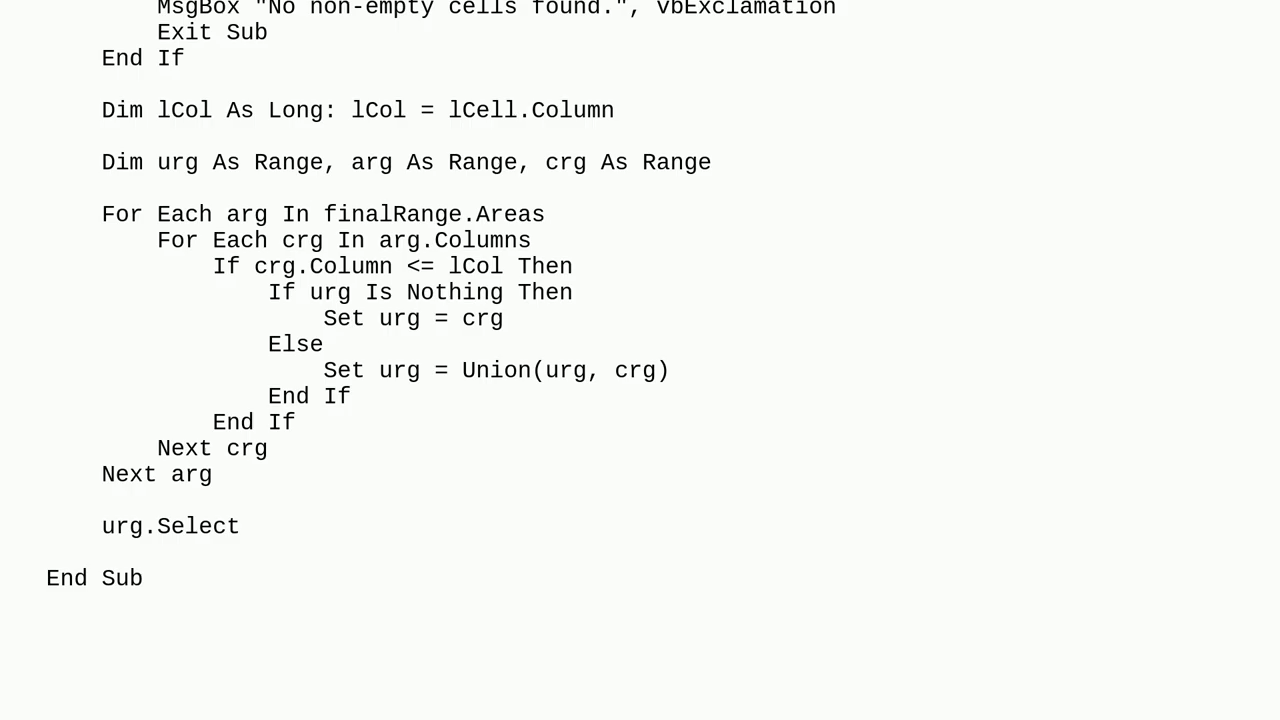 MsgBox "No non-empty cells found.", vbExclamation
Exit Sub
End If
Dim lCol As Long: lCol = lCell.Column
Dim urg As Range, arg As Range, crg As Range
For Each arg In finalRange.Areas
For Each crg In arg.Columns
If crg.Column <= lCol Then
If urg Is Nothing Then
Set urg = crg
Else
Set urg = Union(urg, crg)
End If
End If
Next crg
Next arg
urg.Select
End Sub